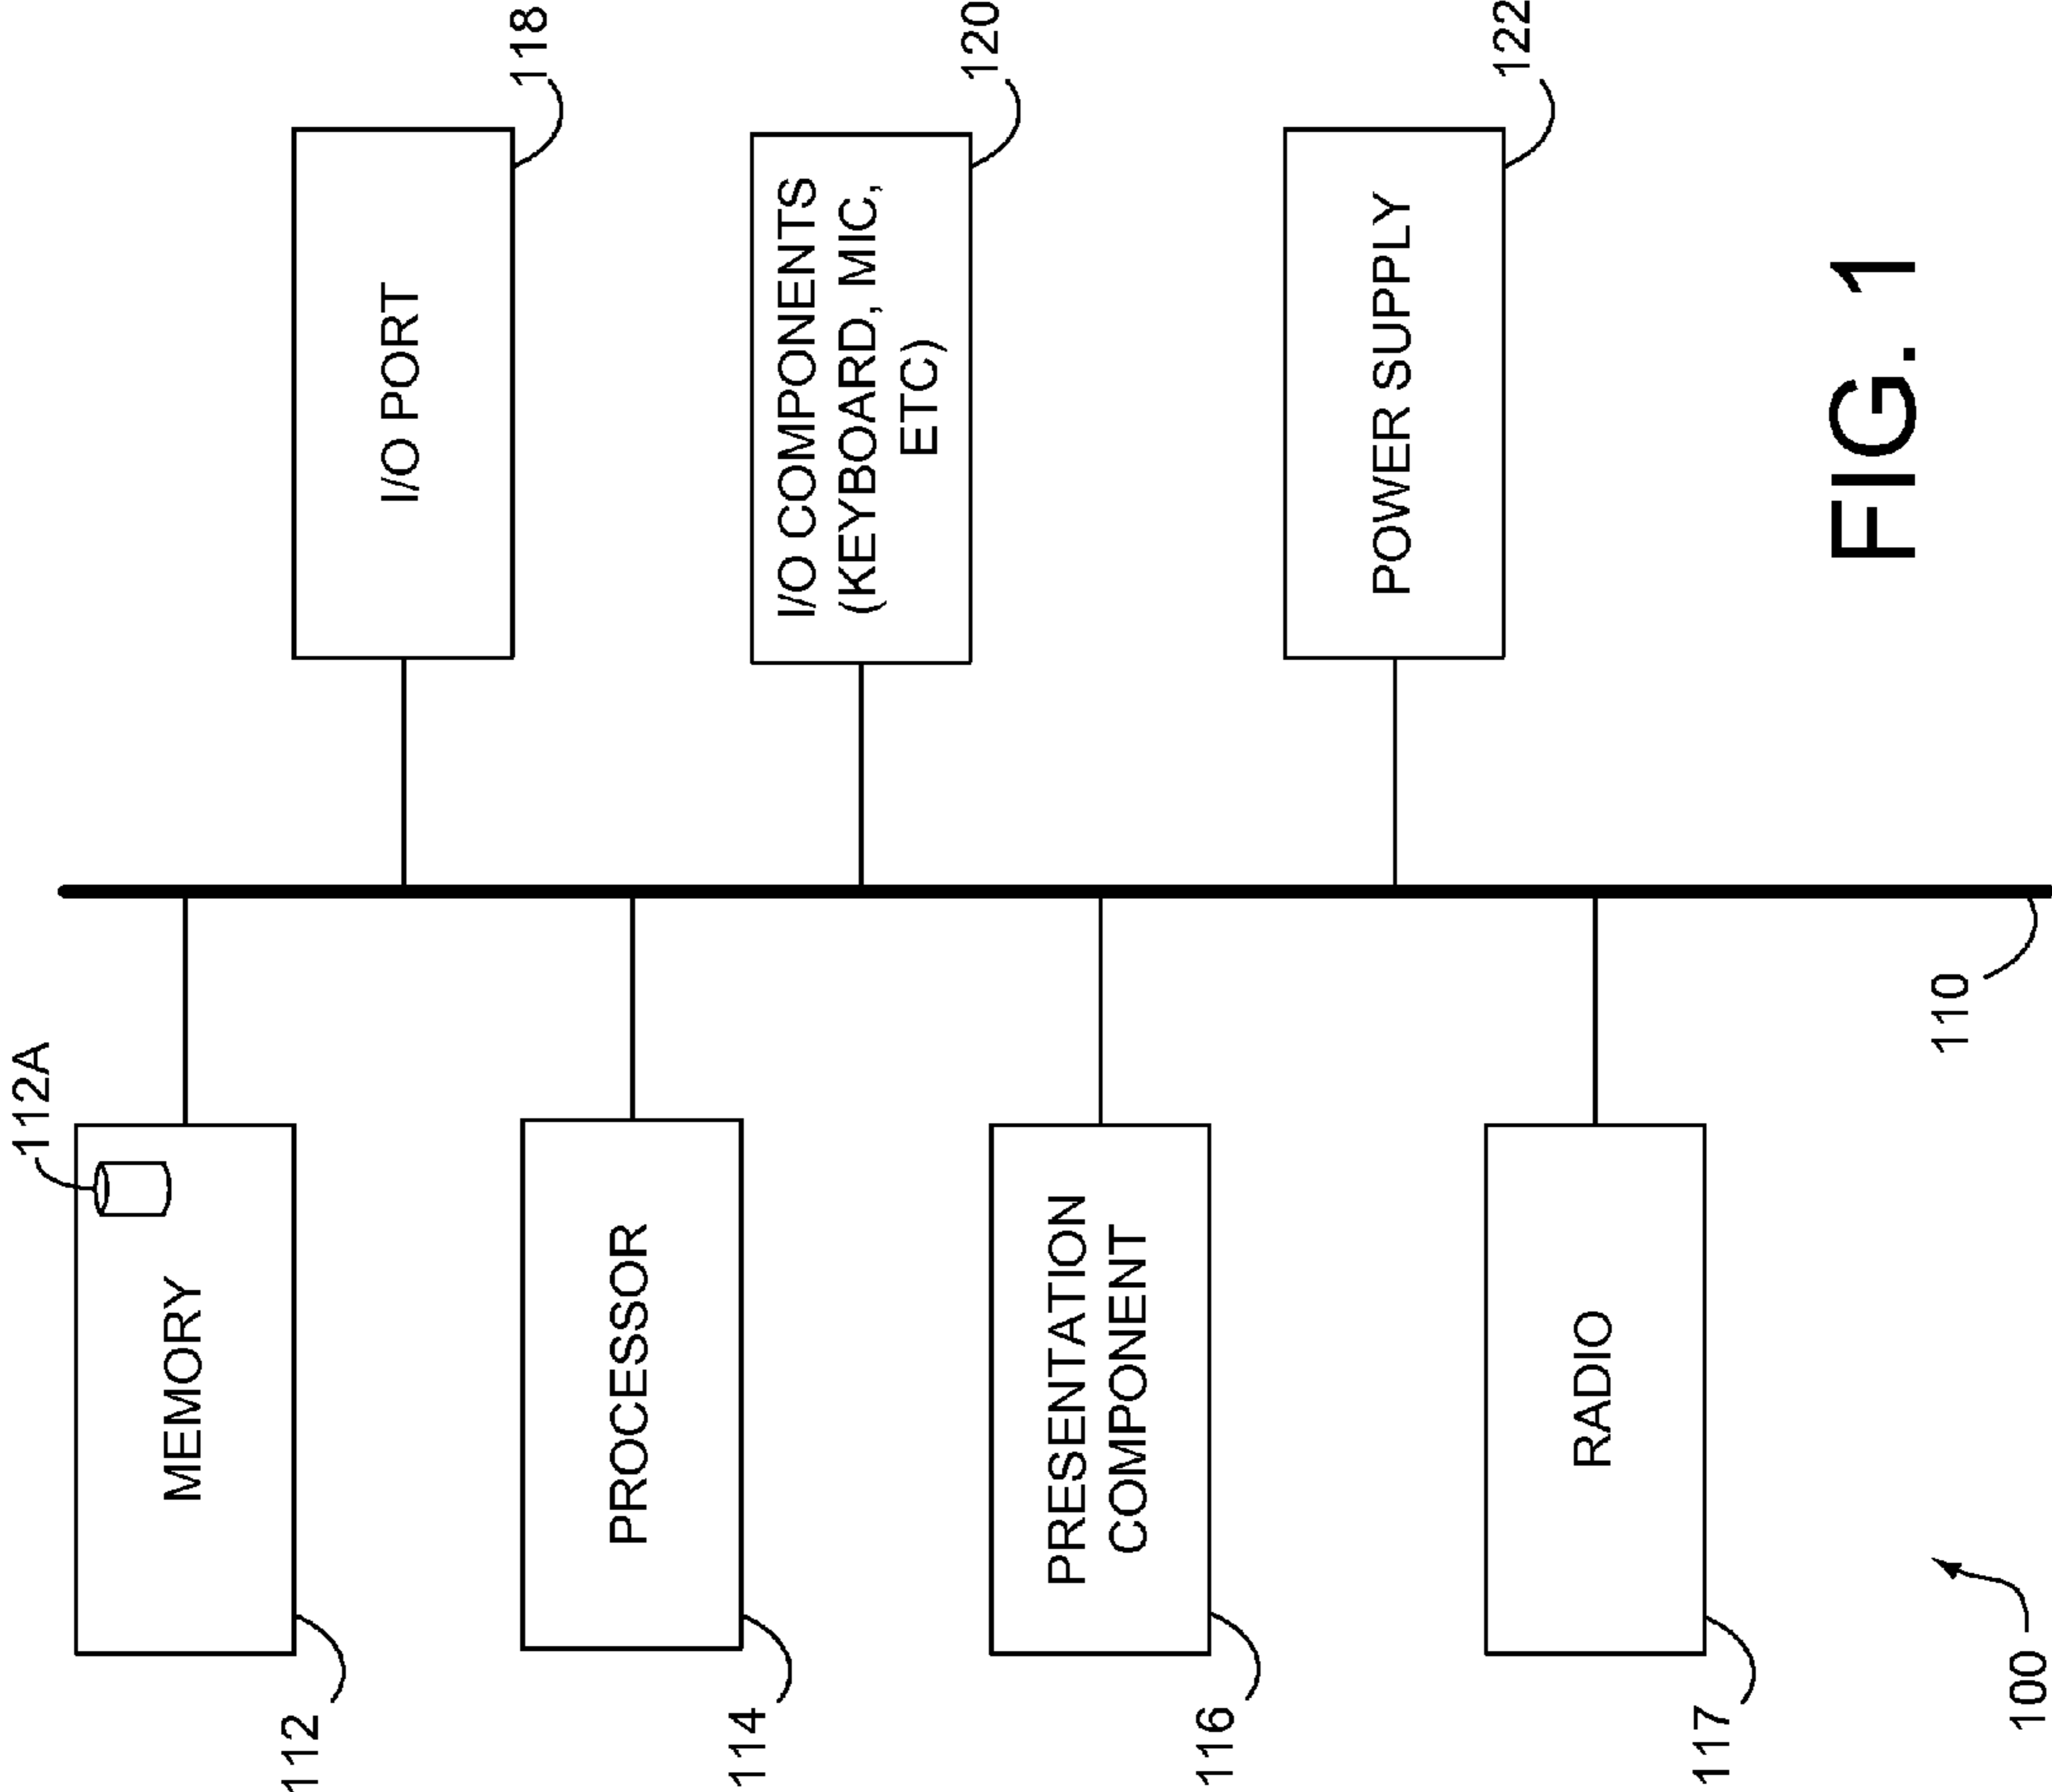 112A
MEMORY
112
I/O PORT
118
PROCESSOR
114
I/O COMPONENTS
(KEYBOARD, MIC,
ETC)
120
PRESENTATION
COMPONENT
116
POWER SUPPLY
122
RADIO
117
110
100
FIG. 1